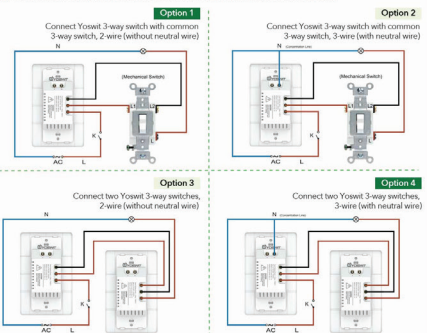 Option 1
Connect Yoswit 3-way switch with common
3-way switch, 2-wire (without neutral wire)
N
(Mechanical Switch)
L1
L
K
AC
L
Option 2
Connect Yoswit 3-way switch with common
3-way switch, 3-wire (with neutral wire)
N
(Mechanical Switch)
L1
L
K
AC
L
Option 3
Connect two Yoswit 3-way switches,
2-wire (without neutral wire)
N
K
AC
L
Option 4
Connect two Yoswit 3-way switches,
3-wire (with neutral wire)
N
K
AC
L